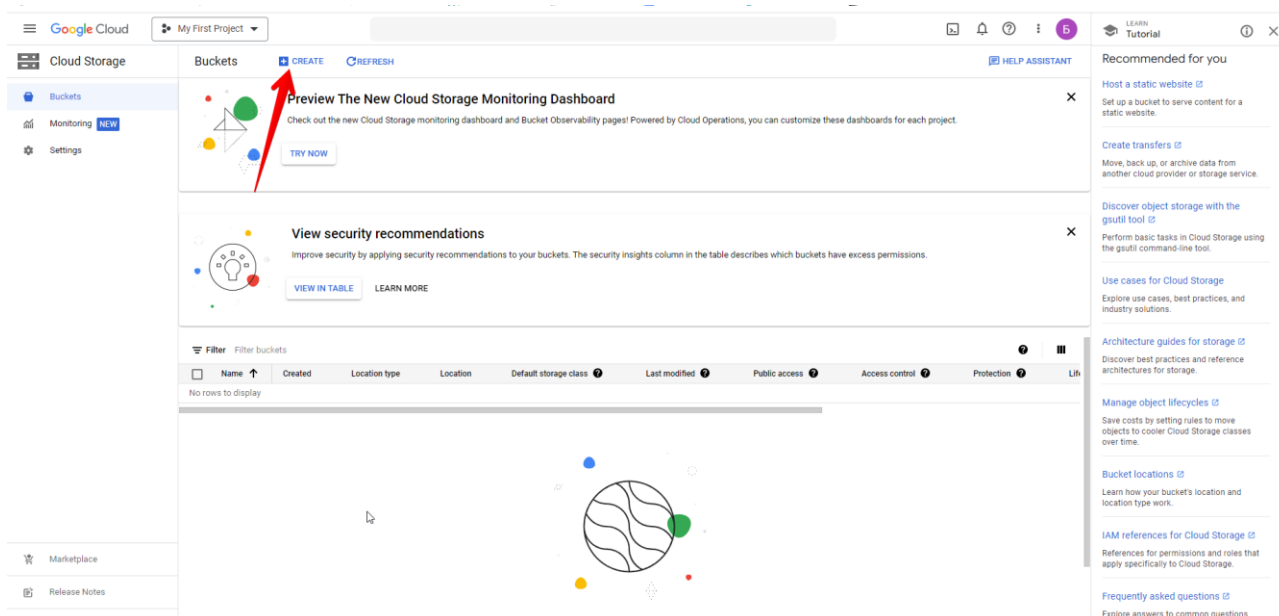 Google Cloud
My First Project
Б
LEARN
Tutorial
Cloud Storage
Buckets
CREATE
REFRESH
HELP ASSISTANT
Recommended for you
Buckets
Monitoring NEW
Settings
Preview The New Cloud Storage Monitoring Dashboard
Check out the new Cloud Storage monitoring dashboard and Bucket Observability pages! Powered by Cloud Operations, you can customize these dashboards for each project.
TRY NOW
View security recommendations
Improve security by applying security recommendations to your buckets. The security insights column in the table describes which buckets have excess permissions.
VIEW IN TABLE LEARN MORE
Filter Filter buckets
Name Created Location type Location Default storage class Last modified Public access Access control Protection Life
No rows to display
Marketplace
Release Notes
Host a static website
Set up a bucket to serve content for a
static website.
Create transfers
Move, back up, or archive data from
another cloud provider or storage service.
Discover object storage with the
gsutil tool
Perform basic tasks in Cloud Storage using
the gsutil command-line tool.
Use cases for Cloud Storage
Explore use cases, best practices, and
industry solutions.
Architecture guides for storage
Discover best practices and reference
architectures for storage.
Manage object lifecycles
Save costs by setting rules to move
objects to cooler Cloud Storage classes
over time.
Bucket locations
Learn how your bucket's location and
location type work.
IAM references for Cloud Storage
References for permissions and roles that
apply specifically to Cloud Storage.
Frequently asked questions
Explore answers to common questions